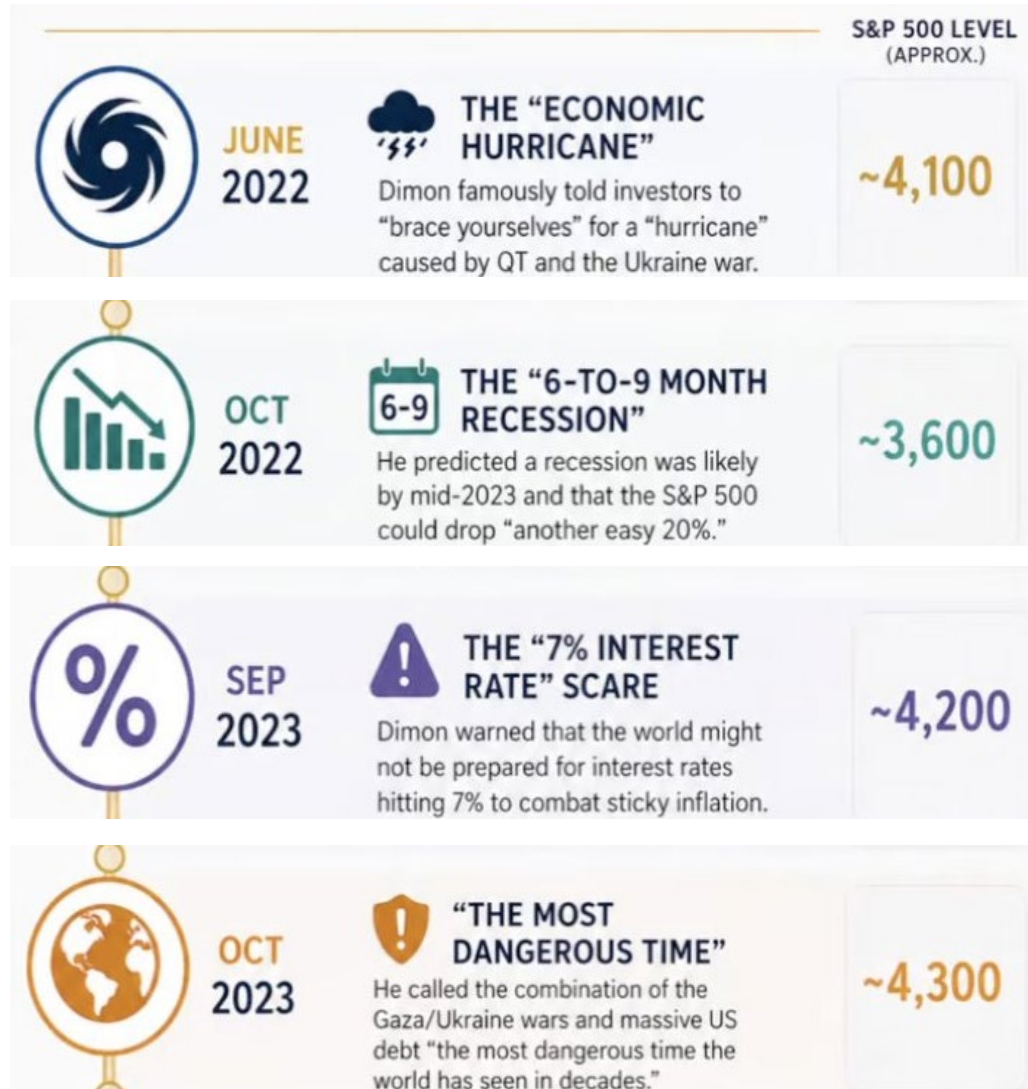 S&P 500 LEVEL
(APPROX.)
JUNE
2022
THE “ECONOMIC
HURRICANE”
Dimon famously told investors to
“brace yourselves” for a “hurricane”
caused by QT and the Ukraine war.
~4,100
OCT
2022
6-9
THE “6-TO-9 MONTH
RECESSION”
He predicted a recession was likely
by mid-2023 and that the S&P 500
could drop “another easy 20%.”
~3,600
%
SEP
2023
!
THE “7% INTEREST
RATE” SCARE
Dimon warned that the world might
not be prepared for interest rates
hitting 7% to combat sticky inflation.
~4,200
OCT
2023
!
“THE MOST
DANGEROUS TIME”
He called the combination of the
Gaza/Ukraine wars and massive US
debt “the most dangerous time the
world has seen in decades.”
~4,300